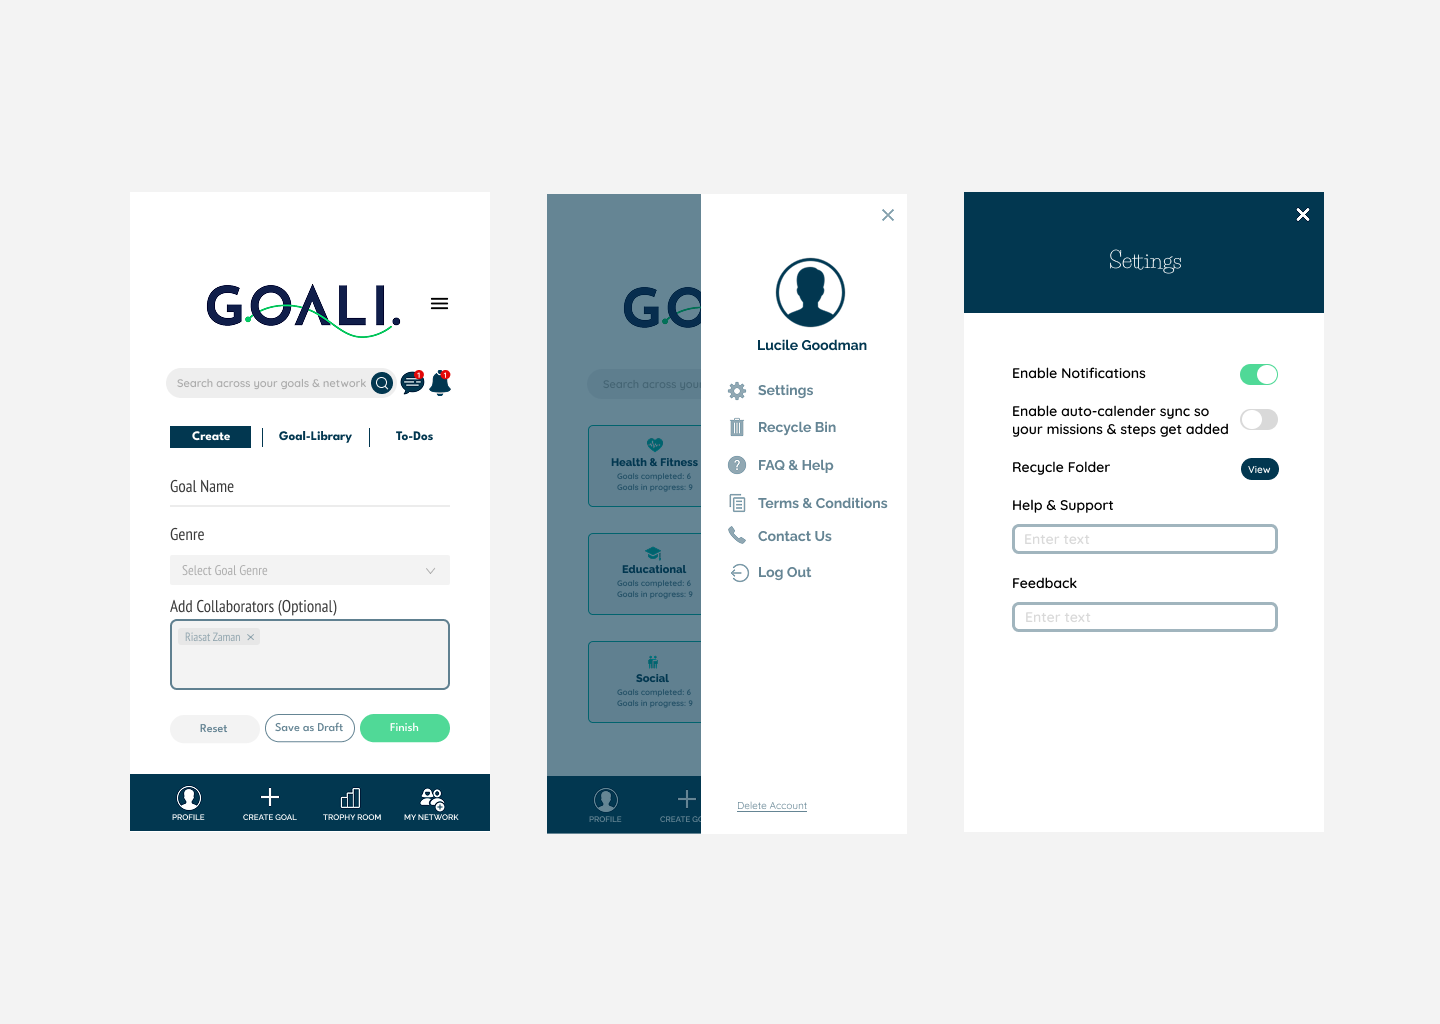 GOALI.
Search across your goals & network
1
1
Create
Goal-Library
To-Dos
Goal Name
Genre
Select Goal Genre
Add Collaborators (Optional)
Riasat Zaman
Reset
Save as Draft
Finish
PROFILE
CREATE GOAL
TROPHY ROOM
MY NETWORK
GO
Search across your
Health & Fitness
Goals completed: 6
Goals in progress: 9
Educational
Goals completed: 6
Goals in progress: 9
Social
Goals completed: 6
Goals in progress: 9
PROFILE
CREATE GO
Lucile Goodman
Settings
Recycle Bin
? FAQ & Help
Terms & Conditions
Contact Us
Log Out
Delete Account
Settings
Enable Notifications
Enable auto-calender sync so
your missions & steps get added
Recycle Folder
View
Help & Support
Enter text
Feedback
Enter text